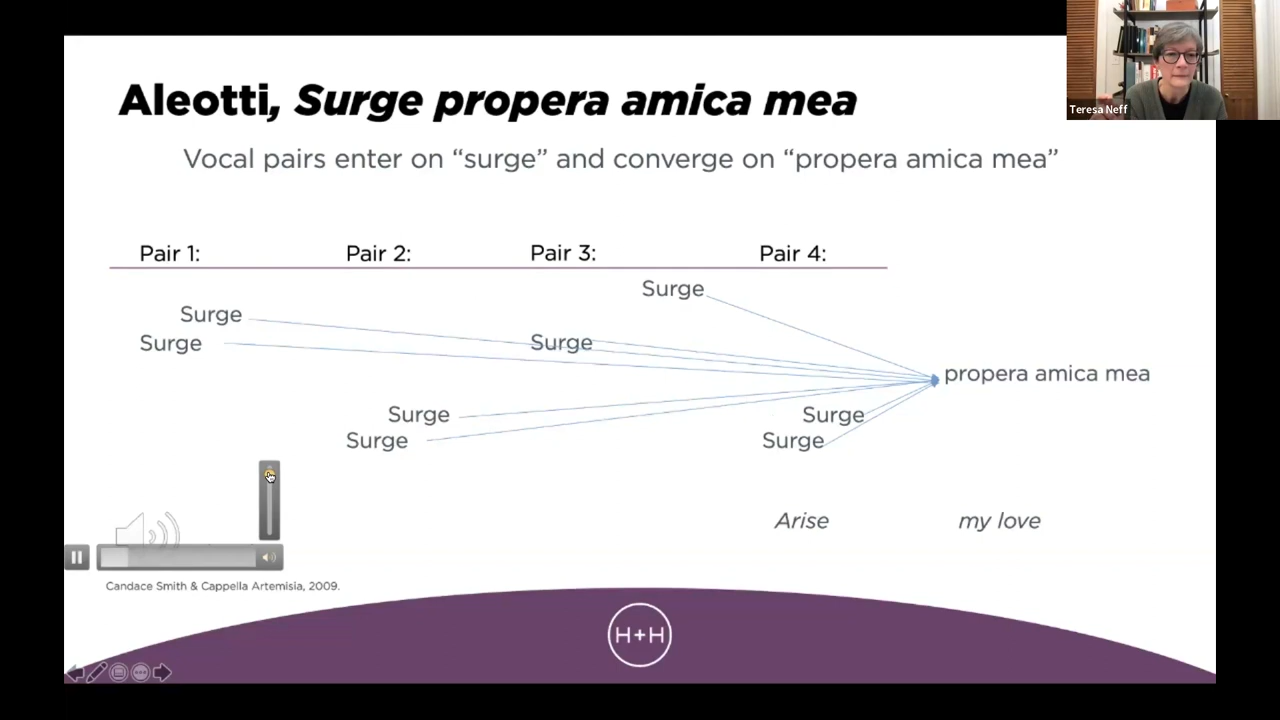 Aleotti, Surge propera amica mea
Teresa Neff
Vocal pairs enter on “surge” and converge on “propera amica mea”
Pair 1: Pair 2: Pair 3: Pair 4:
Surge
Surge
Surge Surge
propera amica mea
Surge Surge
Surge Surge
Arise my love
Candace Smith & Cappella Artemisia, 2009.
H+H